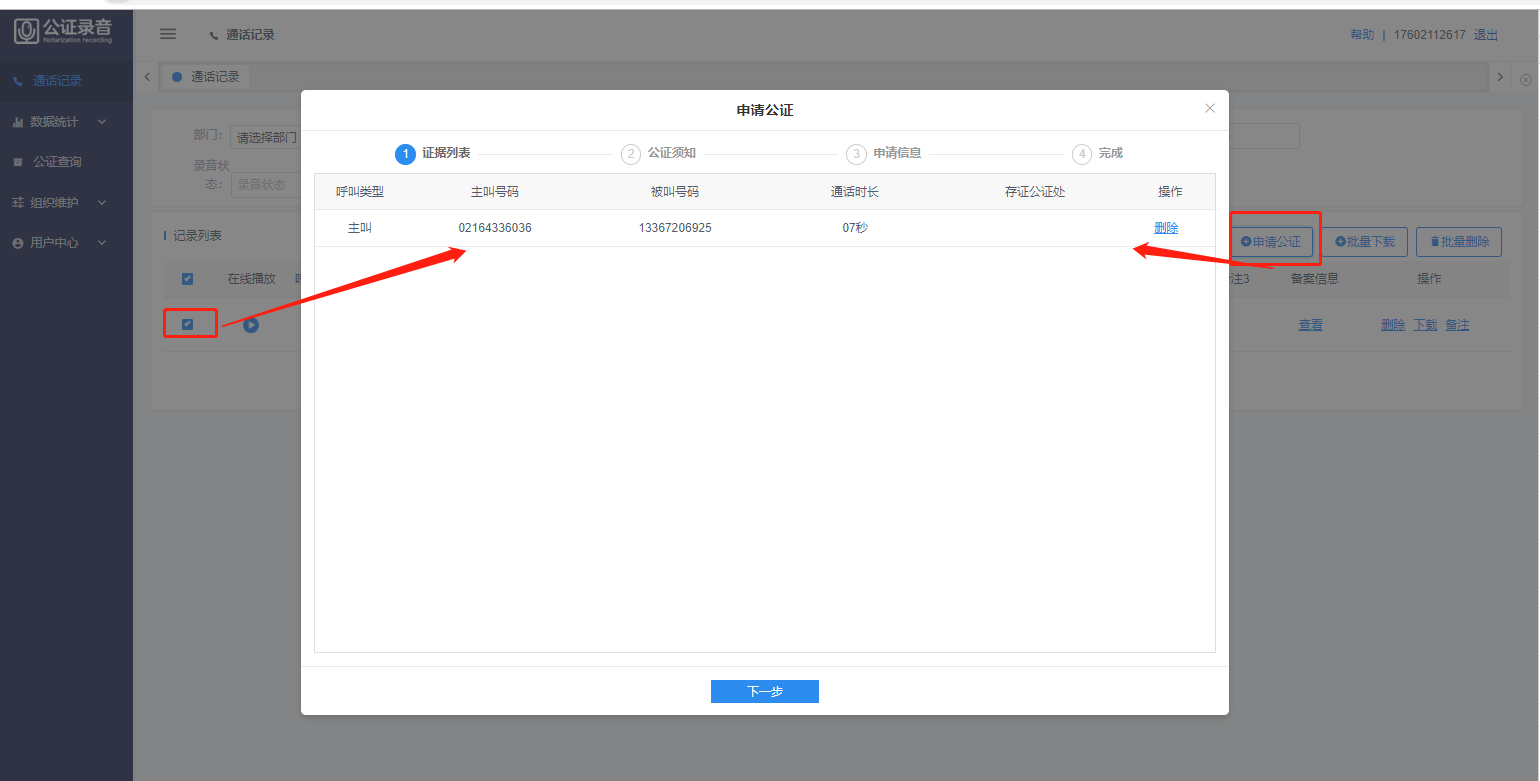 公证录音
Notarization recording
通话记录
帮助 | 17602112617 退出
通话记录
数据统计
公证查询
组织维护
用户中心
通话记录
部门: 请选择部门
录音状
态: 录音状态
记录列表
申请公证 批量下载 批量删除
在线播放
注3 备案信息 操作
查看 删除 下载 备注
申请公证
1 证据列表 2 公证须知 3 申请信息 4 完成
呼叫类型 主叫号码 被叫号码 通话时长 存证公证处 操作
主叫 02164336036 13367206925 07秒 删除
下一步